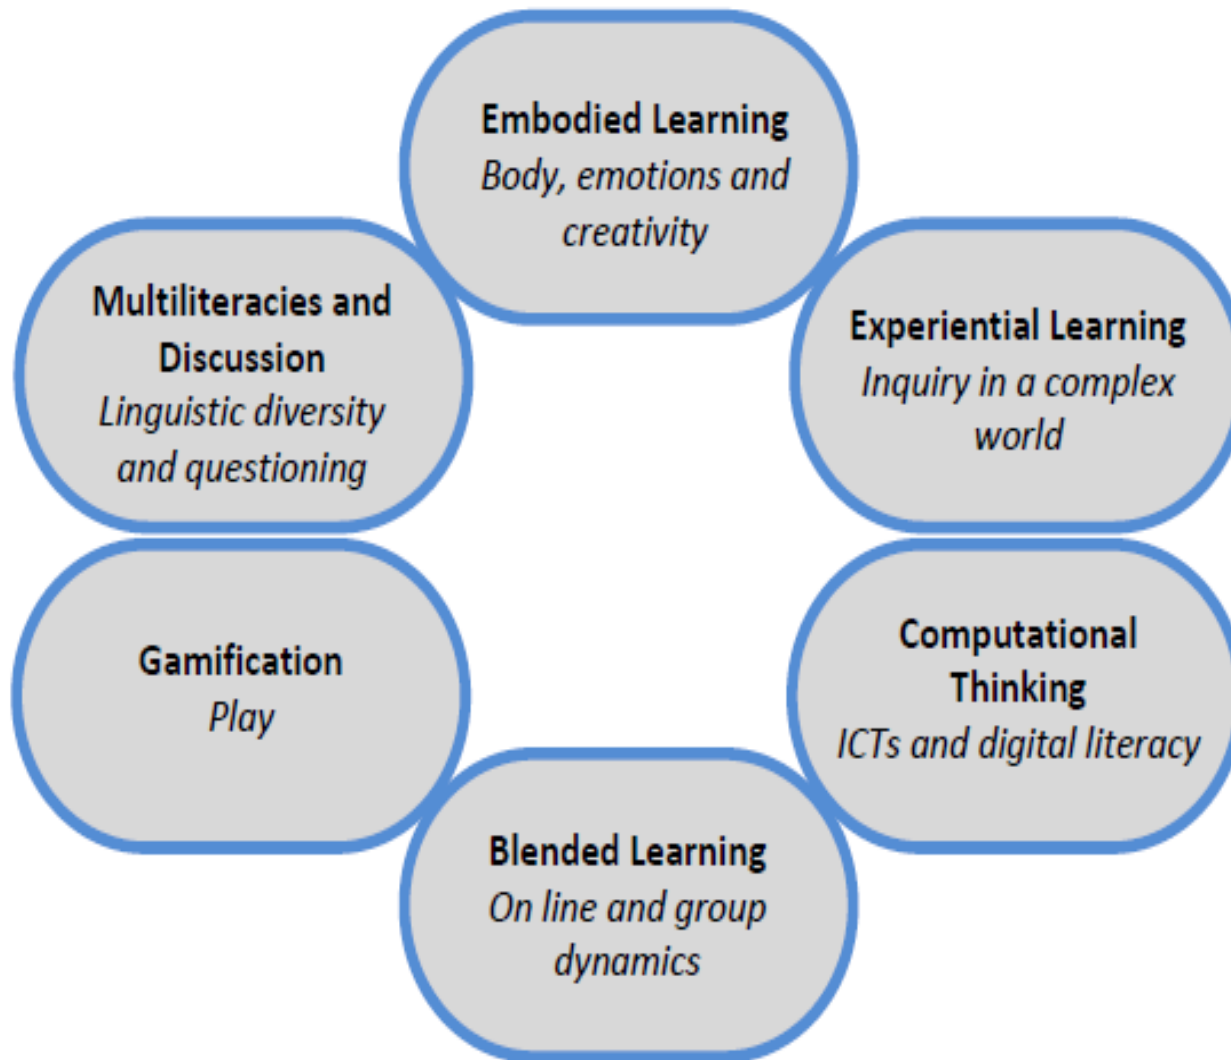 Embodied Learning
Body, emotions and
creativity
Multiliteracies and
Discussion
Linguistic diversity
and questioning
Experiential Learning
Inquiry in a complex
world
Gamification
Play
Computational
Thinking
ICTs and digital literacy
Blended Learning
On line and group
dynamics